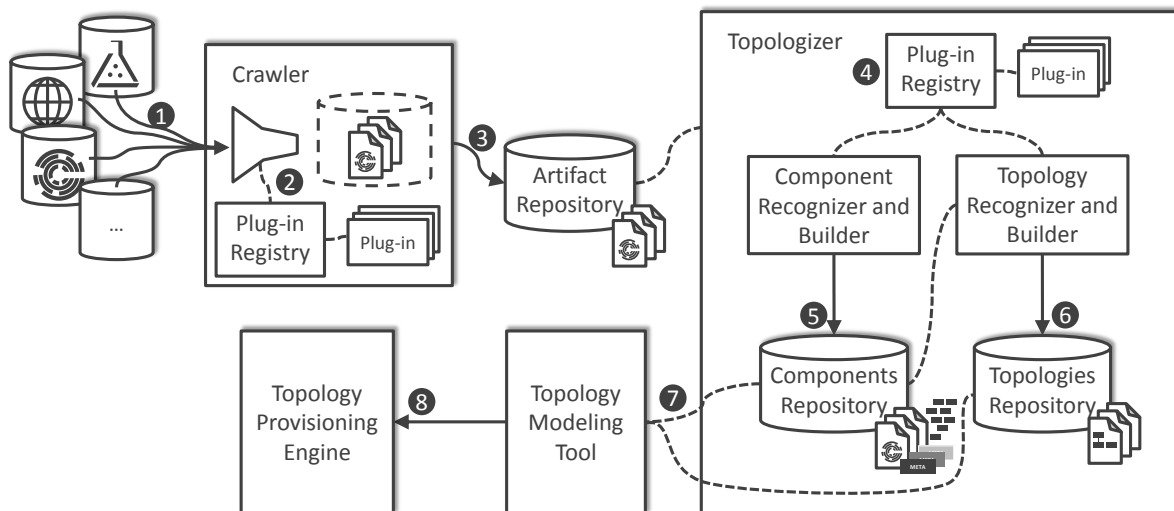 1
...
Crawler
2
Plug-in
Registry
Plug-in
3
Artifact
Repository
Topologizer
4
Plug-in
Registry
Plug-in
Component
Recognizer and
Builder
Topology
Recognizer and
Builder
5
Components
Repository
META
6
Topologies
Repository
7
Topology
Modeling
Tool
8
Topology
Provisioning
Engine